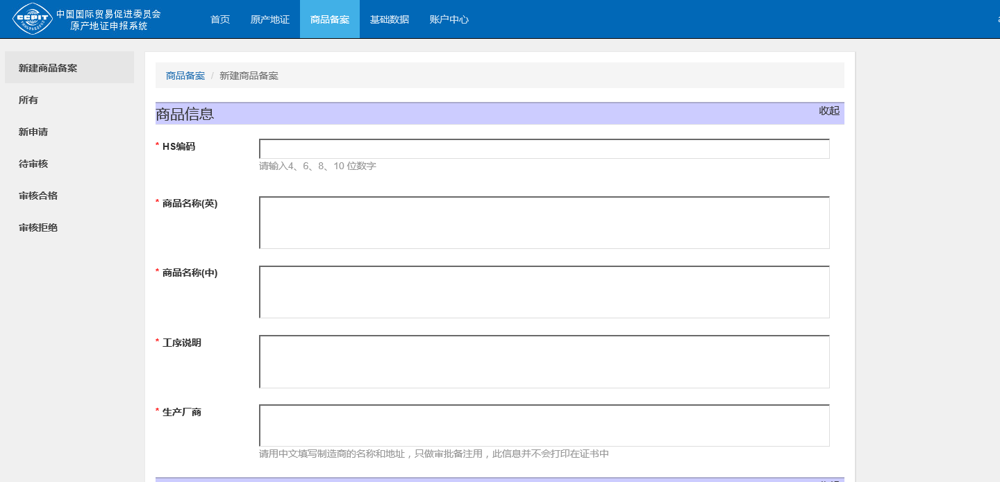 CCPIT
中国国际贸易促进委员会
原产地证申报系统
首页
原产地证
商品备案
基础数据
账户中心
新建商品备案
所有
新申请
待审核
审核合格
审核拒绝
商品备案 / 新建商品备案
商品信息 收起
* HS编码
请输入4、6、8、10 位数字
* 商品名称(英)
* 商品名称(中)
* 工序说明
* 生产厂商
请用中文填写制造商的名称和地址，只做审批备注用，此信息并不会打印在证书中